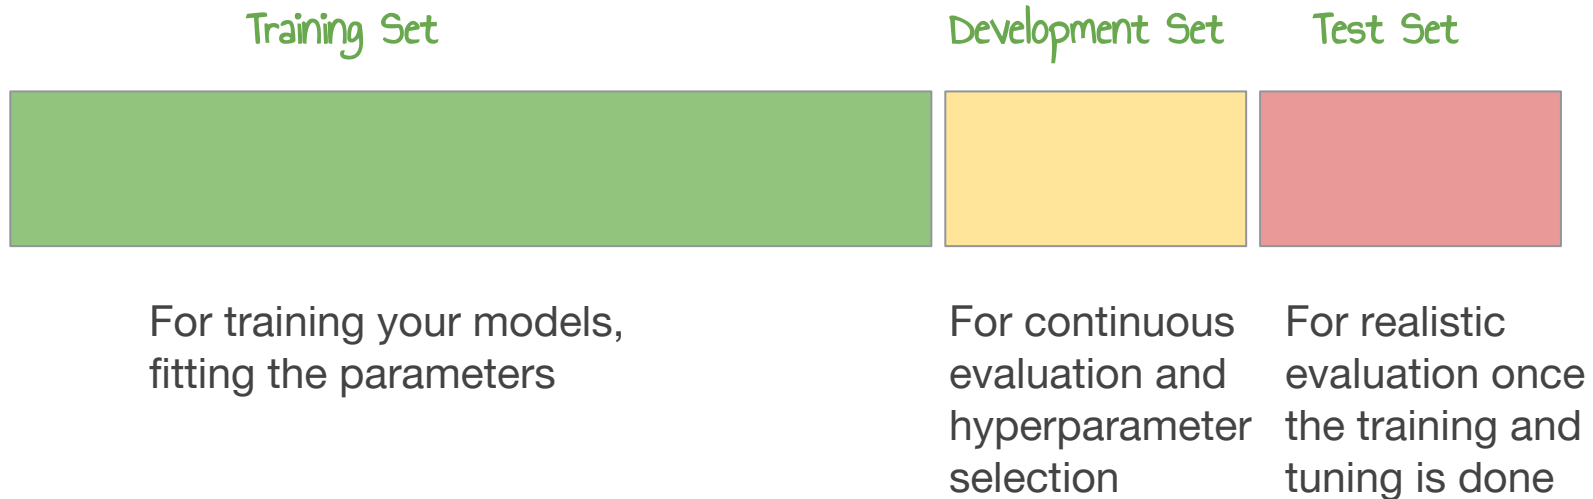 Training Set
Development Set
Test Set
For training your models,
fitting the parameters
For continuous
evaluation and
hyperparameter
selection
For realistic
evaluation once
the training and
tuning is done